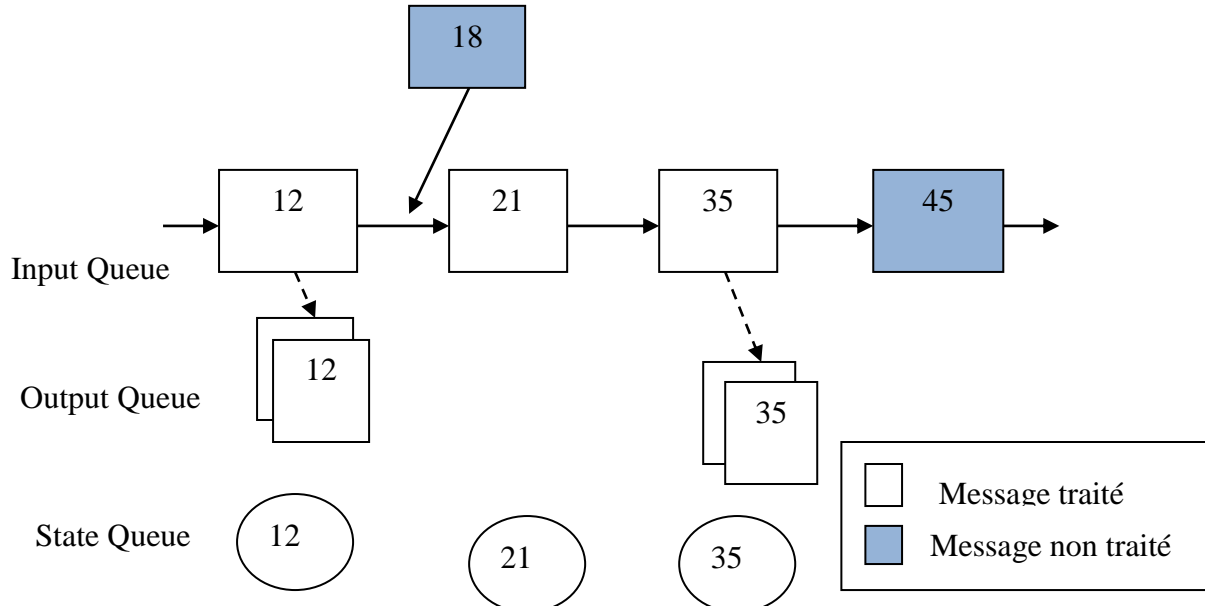 18
12
21
35
45
Input Queue
12
Output Queue
35
Message traité
State Queue
12
21
35
Message non traité